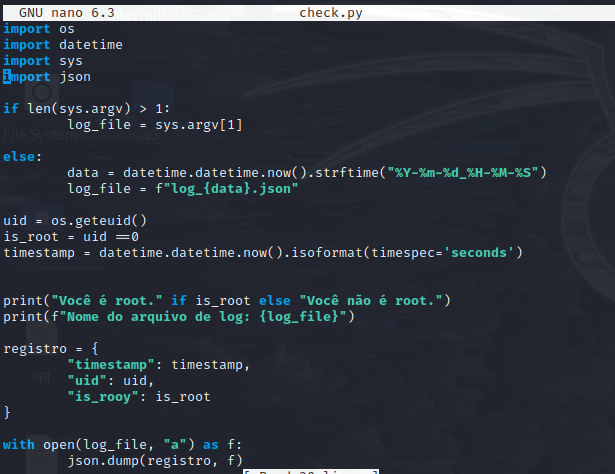 GNU nano 6.3 check.py
import os
import datetime
import sys
import json
if len(sys.argv) > 1:
log_file = sys.argv[1]
File System
else:
data = datetime.datetime.now().strftime("%Y-%m-%d_%H-%M-%S")
log_file = f"log_{data}.json"
uid = os.geteuid()
is_root = uid ==0
timestamp = datetime.datetime.now().isoformat(timespec='seconds')
print("Você é root." if is_root else "Você não é root.")
print(f"Nome do arquivo de log: {log_file}")
registro = {
"timestamp": timestamp,
qq
"uid": uid,
"is_rooy": is_root
}
with open(log_file, "a") as f:
json.dump(registro, f)